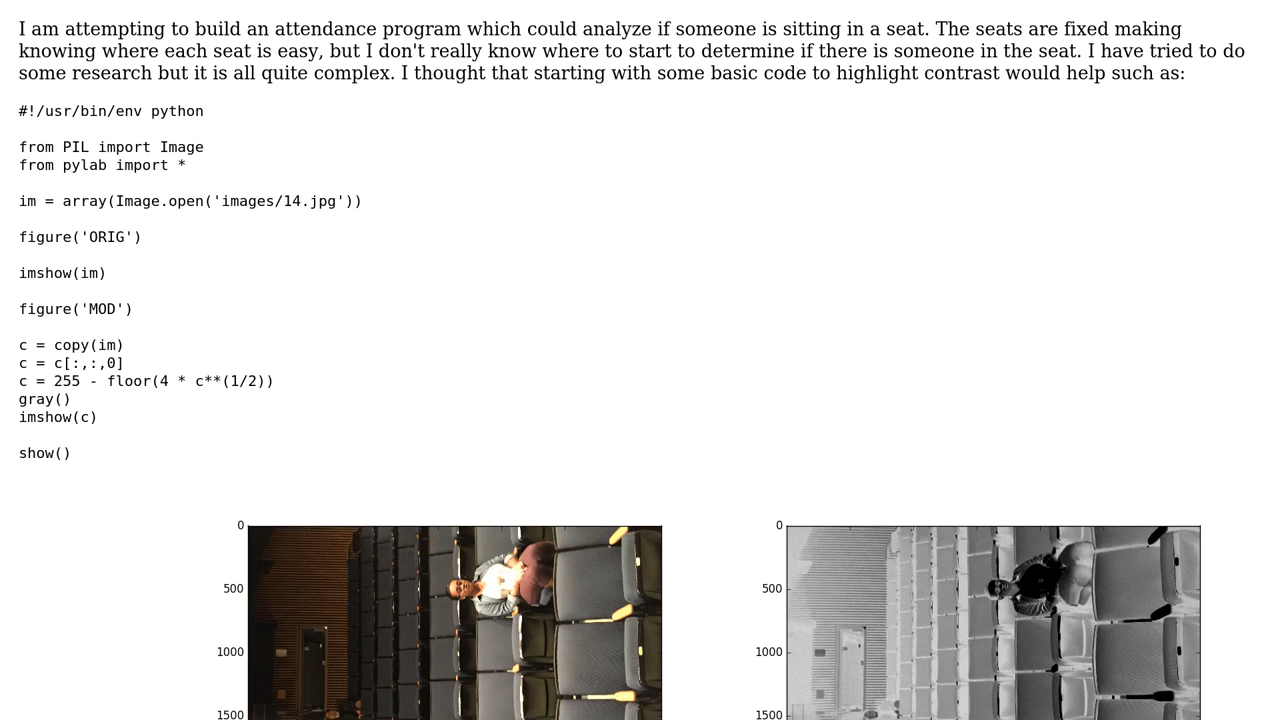 I am attempting to build an attendance program which could analyze if someone is sitting in a seat. The seats are fixed making
knowing where each seat is easy, but I don't really know where to start to determine if there is someone in the seat. I have tried to do
some research but it is all quite complex. I thought that starting with some basic code to highlight contrast would help such as:
#!/usr/bin/env python
from PIL import Image
from pylab import *
im = array(Image.open('images/14.jpg'))
figure('ORIG')
imshow(im)
figure('MOD')
c = copy(im)
c = c[:,:,0]
c = 255 - floor(4 * c**(1/2))
gray()
imshow(c)
show()
0
500
1000
1500
0
500
1000
1500